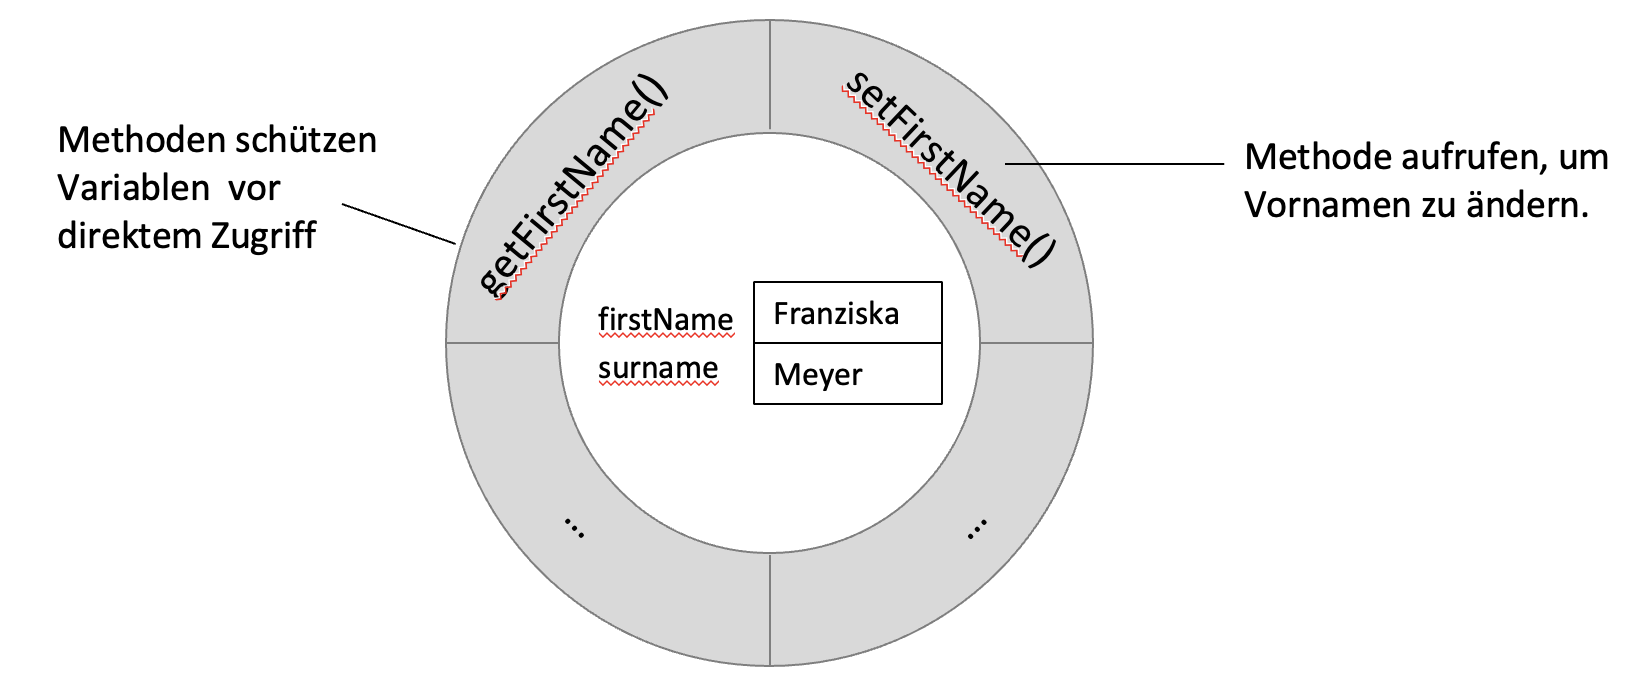 Methoden schützen
Variablen  vor
direktem Zugriff
getFirstName()
setFirstName()
Methode aufrufen, um
Vornamen zu ändern.
firstName
Franziska
surname
Meyer
...
...